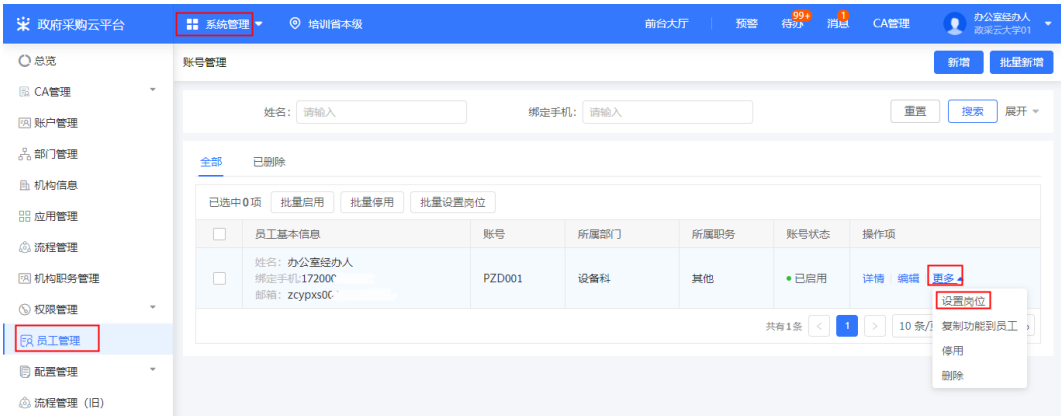 政府采购云平台 系统管理 培训省本级 前台大厅 预警 待办 99+ 消息 1 CA管理 办公室经办人
政采云大学01
总览
CA管理
账户管理
部门管理
机构信息
应用管理
流程管理
机构职务管理
权限管理
员工管理
配置管理
流程管理（旧）
账号管理 新增 批量新增
姓名： 请输入 绑定手机： 请输入 重置 搜索 展开
全部 已删除
已选中0项 批量启用 批量停用 批量设置岗位
员工基本信息 账号 所属部门 所属职务 账号状态 操作项
姓名：办公室经办人
绑定手机:17200
邮箱：zcypxs0
PZD001 设备科 其他 已启用 详情 编辑 更多
设置岗位
复制功能到员工
停用
删除
共有1条 < 1 > 10 条/